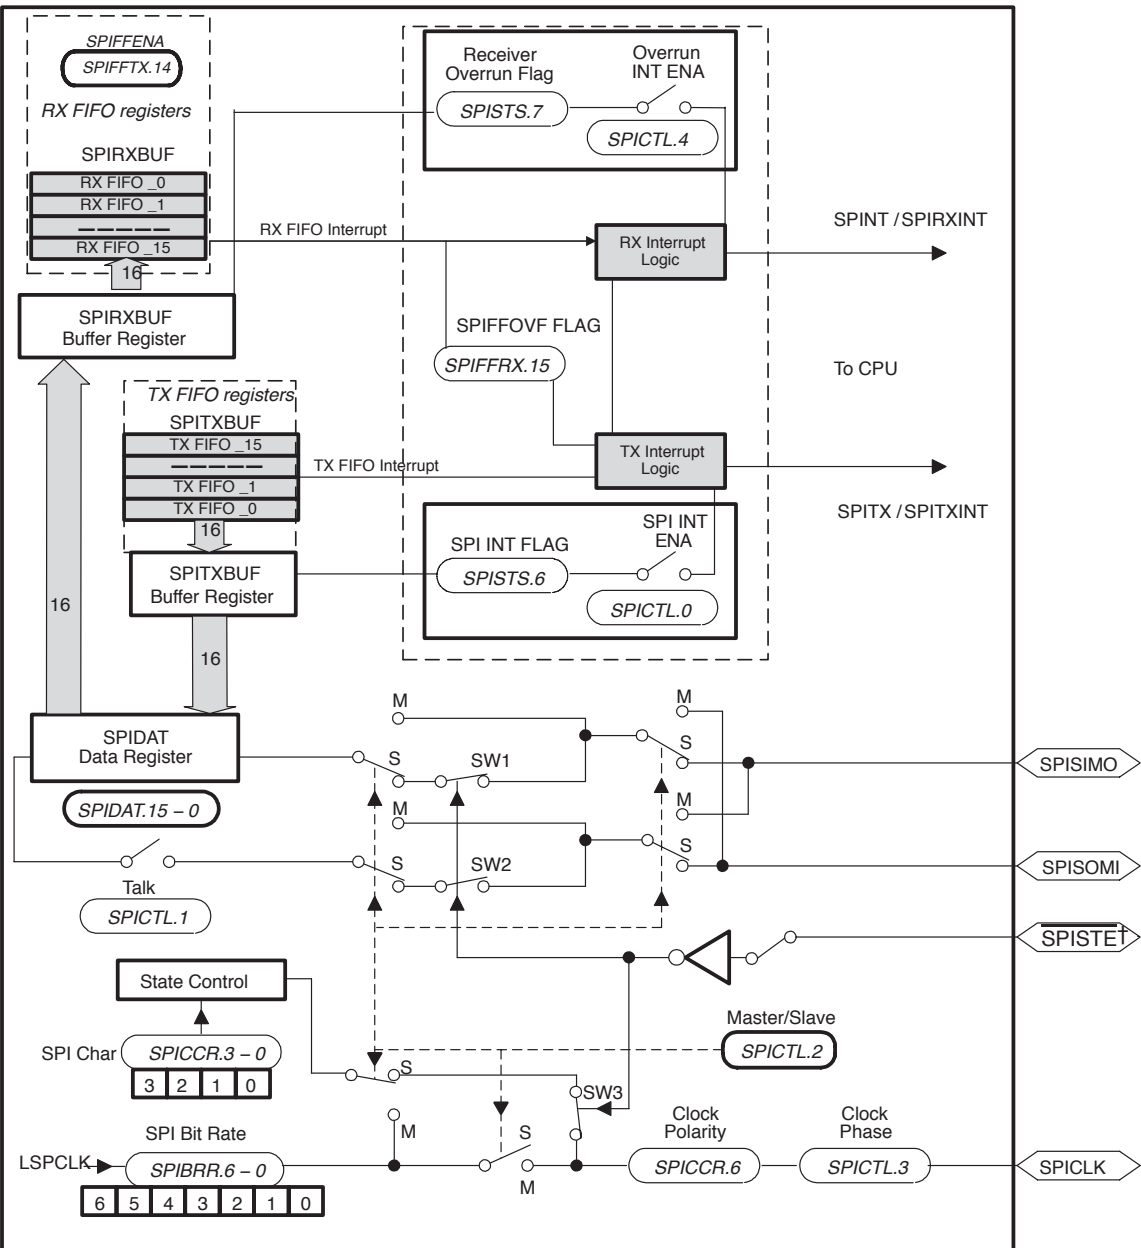 SPIFFENA
SPIFFTX.14
RX FIFO registers
SPIRXBUF
RX FIFO _0
RX FIFO _1
—————
RX FIFO _15
16
SPIRXBUF
Buffer Register
Receiver
Overrun Flag
SPISTS.7
Overrun
INT ENA
SPICTL.4
RX FIFO Interrupt
RX Interrupt
Logic
SPINT / SPIRXINT
SPIFFOVF FLAG
SPIFFRX.15
To CPU
TX FIFO registers
SPITXBUF
TX FIFO _15
—————
TX FIFO _1
TX FIFO _0
16
TX FIFO Interrupt
TX Interrupt
Logic
SPITX / SPITXINT
SPITXBUF
Buffer Register
SPI INT FLAG
SPISTS.6
SPI INT
ENA
SPICTL.0
16
16
SPIDAT
Data Register
SPIDAT.15 – 0
M
S
SW1
M
S
SPISIMO
M
S
SW2
M
S
SPISOMI
Talk
SPICTL.1
SPISTE†
State Control
Master/Slave
SPICTL.2
SPI Char
SPICCR.3 – 0
3 2 1 0
S
M
SW3
SPI Bit Rate
LSPCLK
SPIBRR.6 – 0
6 5 4 3 2 1 0
S
M
Clock
Polarity
SPICCR.6
Clock
Phase
SPICTL.3
SPICLK